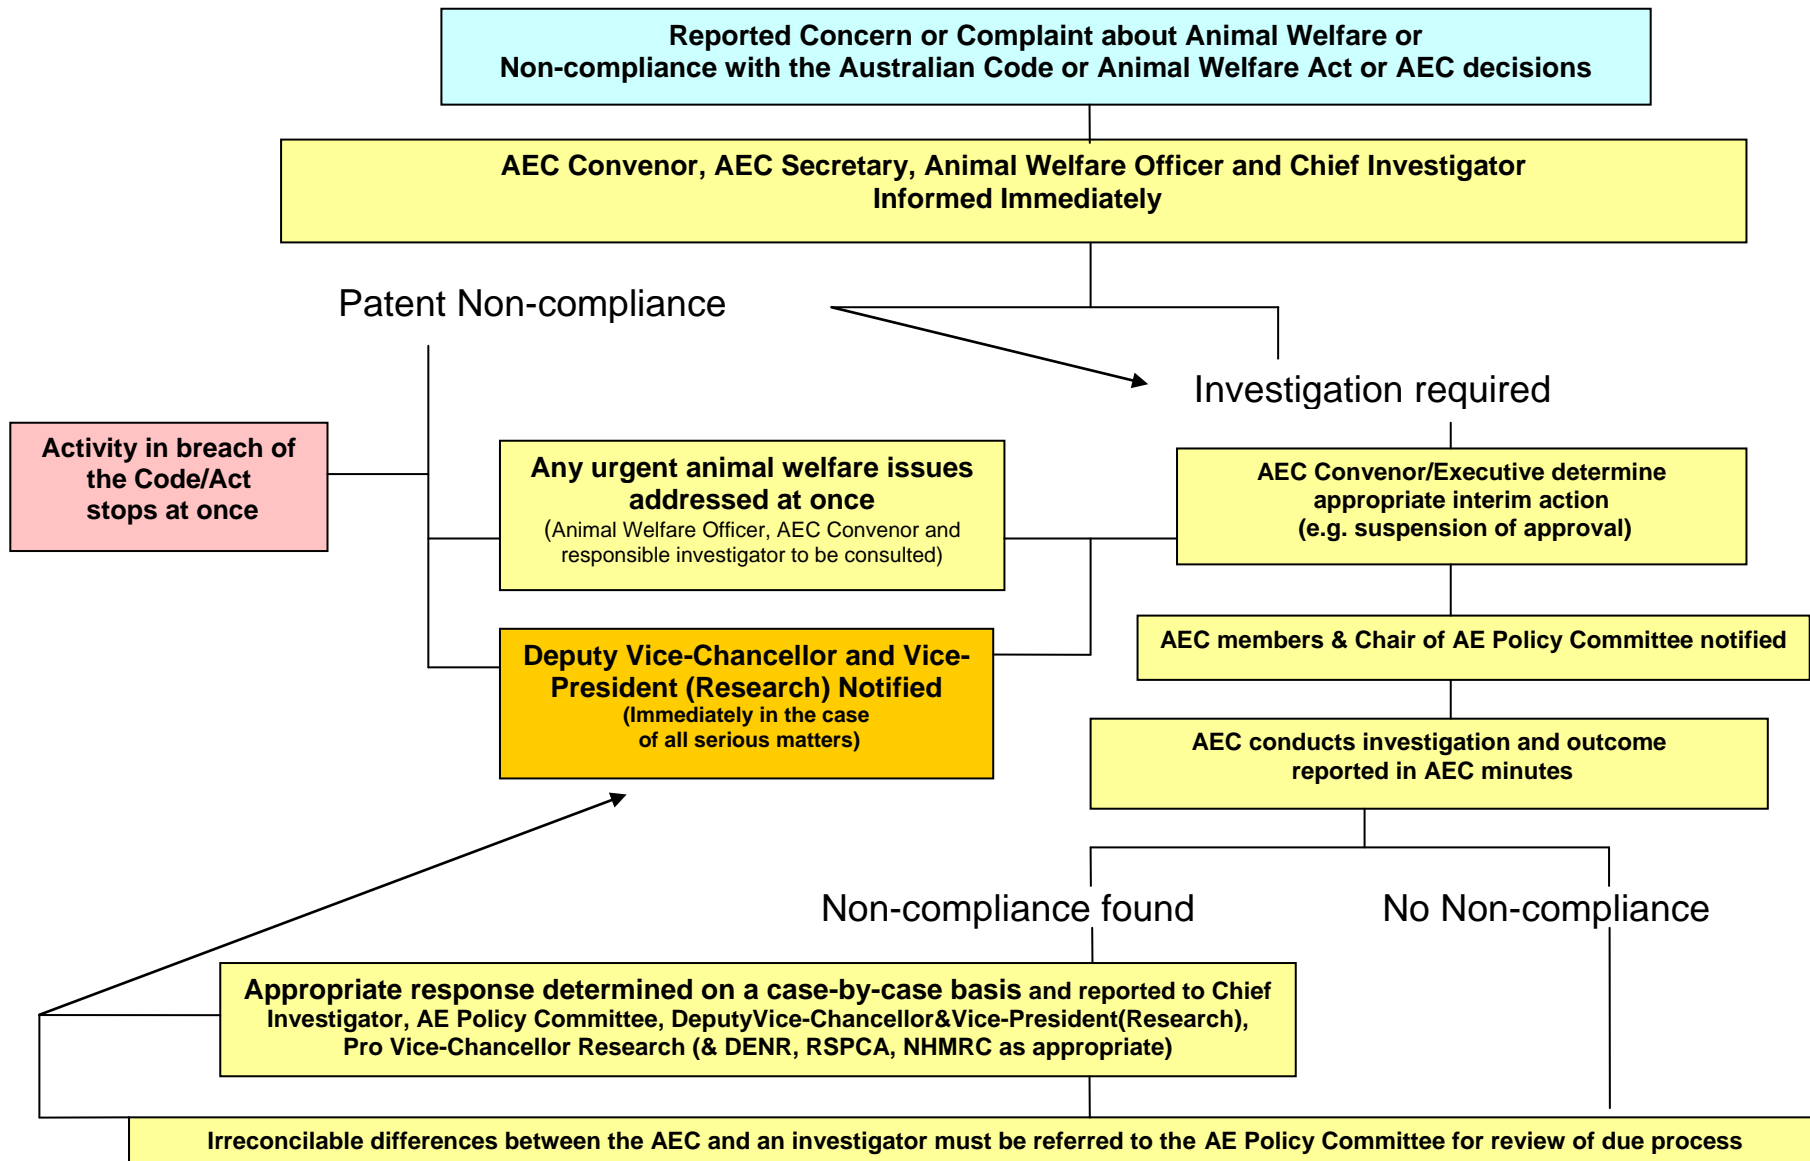 Reported Concern or Complaint about Animal Welfare or
Non-compliance with the Australian Code or Animal Welfare Act or AEC decisions
AEC Convenor, AEC Secretary, Animal Welfare Officer and Chief Investigator
Informed Immediately
Patent Non-compliance
Investigation required
Activity in breach of
the Code/Act
stops at once
Any urgent animal welfare issues
addressed at once
(Animal Welfare Officer, AEC Convenor and
responsible investigator to be consulted)
AEC Convenor/Executive determine
appropriate interim action
(e.g. suspension of approval)
Deputy Vice-Chancellor and Vice-
President (Research) Notified
(Immediately in the case
of all serious matters)
AEC members & Chair of AE Policy Committee notified
AEC conducts investigation and outcome
reported in AEC minutes
Non-compliance found
No Non-compliance
Appropriate response determined on a case-by-case basis and reported to Chief
Investigator, AE Policy Committee, DeputyVice-Chancellor&Vice-President(Research),
Pro Vice-Chancellor Research (& DENR, RSPCA, NHMRC as appropriate)
Irreconcilable differences between the AEC and an investigator must be referred to the AE Policy Committee for review of due process